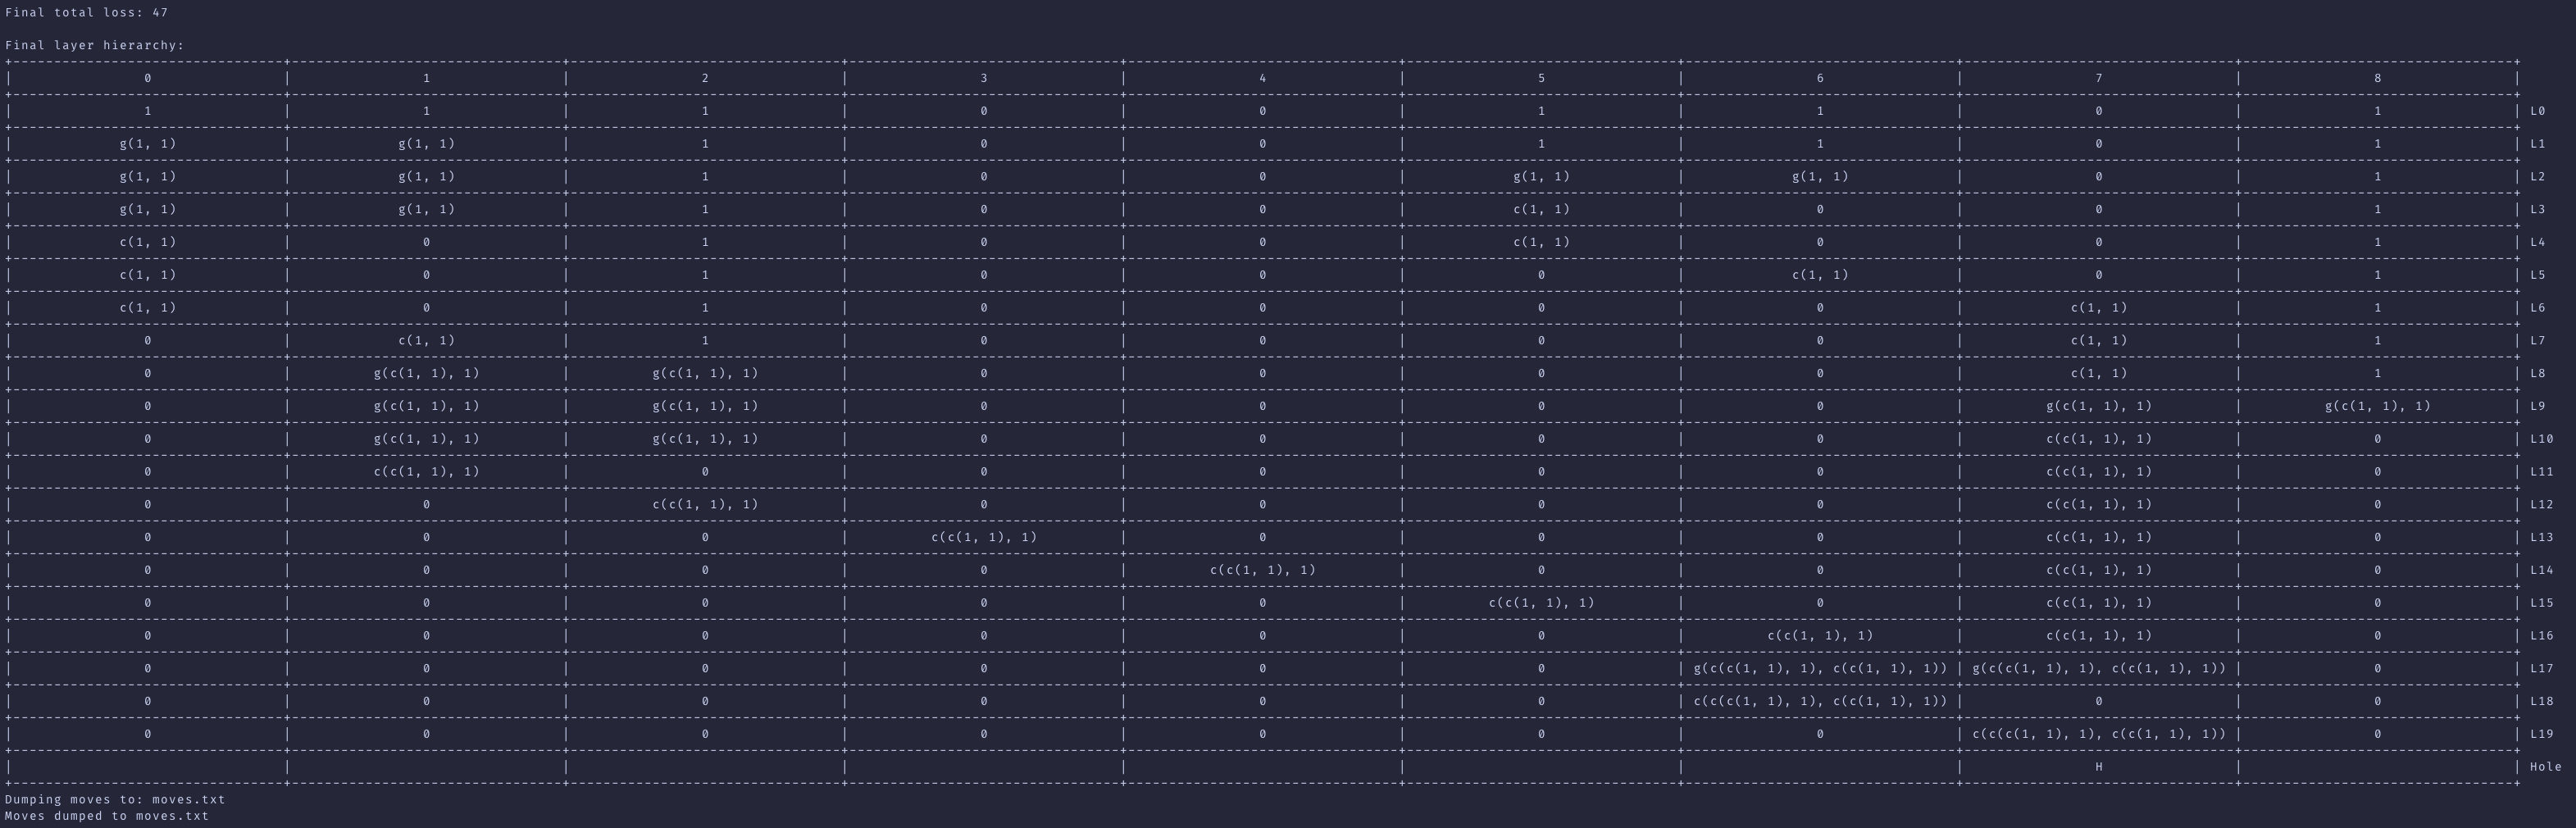 Final total loss: 47
Final layer hierarchy:
| 0 | 1 | 2 | 3 | 4 | 5 | 6 | 7 | 8 |
| 1 | 1 | 1 | 0 | 0 | 1 | 1 | 0 | 1 | L0
| g(1, 1) | g(1, 1) | 1 | 0 | 0 | 1 | 1 | 0 | 1 | L1
| g(1, 1) | g(1, 1) | 1 | 0 | 0 | g(1, 1) | g(1, 1) | 0 | 1 | L2
| g(1, 1) | g(1, 1) | 1 | 0 | 0 | c(1, 1) | 0 | 0 | 1 | L3
| c(1, 1) | 0 | 1 | 0 | 0 | c(1, 1) | 0 | 0 | 1 | L4
| c(1, 1) | 0 | 1 | 0 | 0 | 0 | c(1, 1) | 0 | 1 | L5
| c(1, 1) | 0 | 1 | 0 | 0 | 0 | 0 | c(1, 1) | 1 | L6
| 0 | c(1, 1) | 1 | 0 | 0 | 0 | 0 | c(1, 1) | 1 | L7
| 0 | g(c(1, 1), 1) | g(c(1, 1), 1) | 0 | 0 | 0 | 0 | c(1, 1) | 1 | L8
| 0 | g(c(1, 1), 1) | g(c(1, 1), 1) | 0 | 0 | 0 | 0 | g(c(1, 1), 1) | g(c(1, 1), 1) | L9
| 0 | g(c(1, 1), 1) | g(c(1, 1), 1) | 0 | 0 | 0 | 0 | c(c(1, 1), 1) | 0 | L10
| 0 | c(c(1, 1), 1) | 0 | 0 | 0 | 0 | 0 | c(c(1, 1), 1) | 0 | L11
| 0 | 0 | c(c(1, 1), 1) | 0 | 0 | 0 | 0 | c(c(1, 1), 1) | 0 | L12
| 0 | 0 | 0 | c(c(1, 1), 1) | 0 | 0 | 0 | c(c(1, 1), 1) | 0 | L13
| 0 | 0 | 0 | 0 | c(c(1, 1), 1) | 0 | 0 | c(c(1, 1), 1) | 0 | L14
| 0 | 0 | 0 | 0 | 0 | c(c(1, 1), 1) | 0 | c(c(1, 1), 1) | 0 | L15
| 0 | 0 | 0 | 0 | 0 | 0 | c(c(1, 1), 1) | c(c(1, 1), 1) | 0 | L16
| 0 | 0 | 0 | 0 | 0 | 0 | g(c(c(1, 1), 1), c(c(1, 1), 1)) | g(c(c(1, 1), 1), c(c(1, 1), 1)) | 0 | L17
| 0 | 0 | 0 | 0 | 0 | 0 | c(c(c(1, 1), 1), c(c(1, 1), 1)) | 0 | 0 | L18
| 0 | 0 | 0 | 0 | 0 | 0 | 0 | c(c(c(1, 1), 1), c(c(1, 1), 1)) | 0 | L19
| | | | | | | | H | | Hole
Dumping moves to: moves.txt
Moves dumped to moves.txt